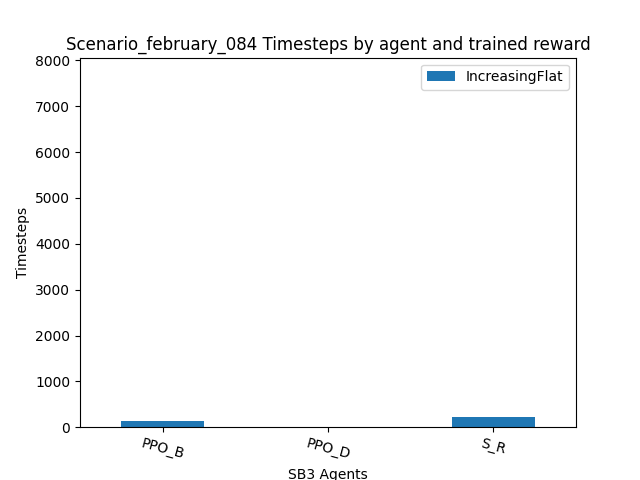 Scenario_february_084 Timesteps by agent and trained reward
IncreasingFlat
8000
7000
6000
5000
4000
3000
2000
1000
0
Timesteps
PPO_B
PPO_D
S_R
SB3 Agents